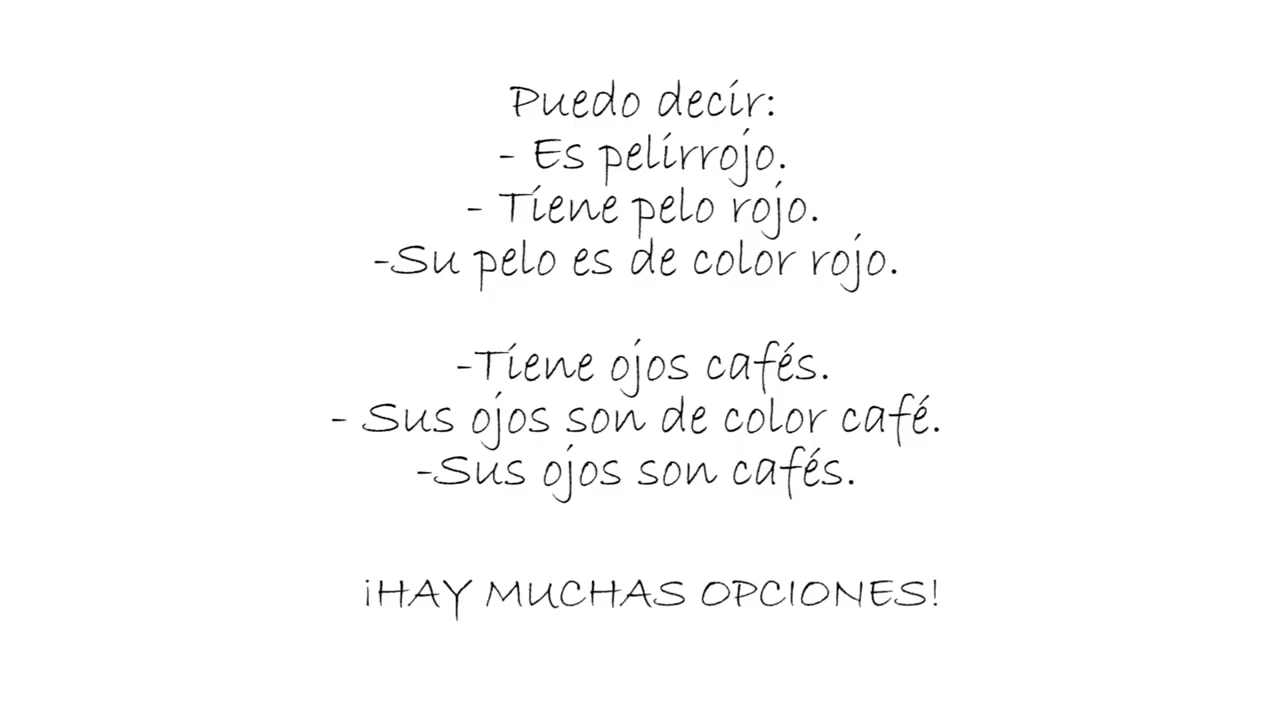 Puedo decir:
- Es pelirrojo.
- Tiene pelo rojo.
-Su pelo es de color rojo.
-Tiene ojos cafés.
- Sus ojos son de color café.
-Sus ojos son cafés.
¡HAY MUCHAS OPCIONES!